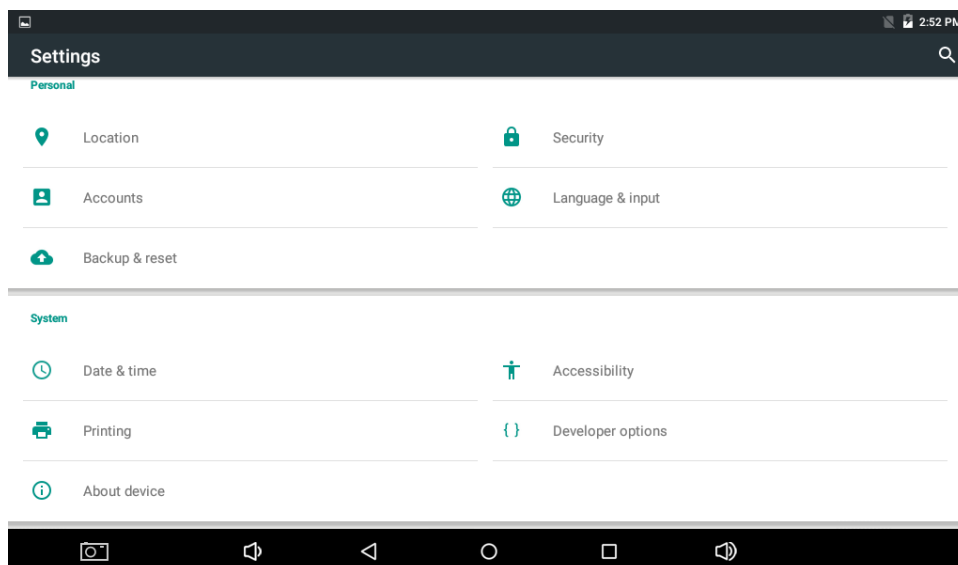 2:52 PM
Settings
Personal
Location
Security
Accounts
Language & input
Backup & reset
System
Date & time
Accessibility
Printing
{ } Developer options
About device